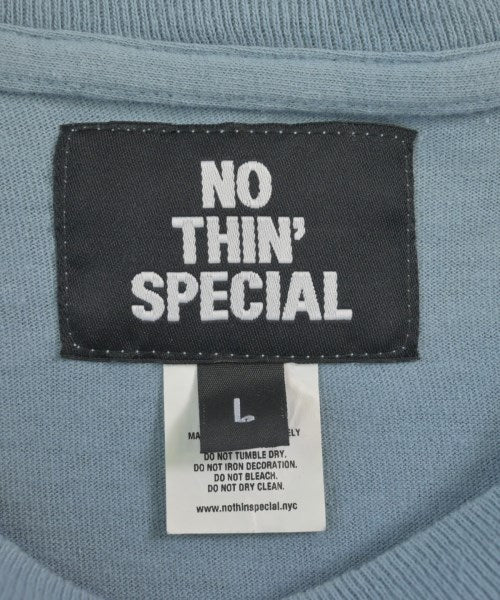 NO
THIN'
SPECIAL
L
DO NOT TUMBLE DRY.
DO NOT IRON DECORATION.
DO NOT BLEACH.
DO NOT DRY CLEAN.
www.nothinspecial.nyc